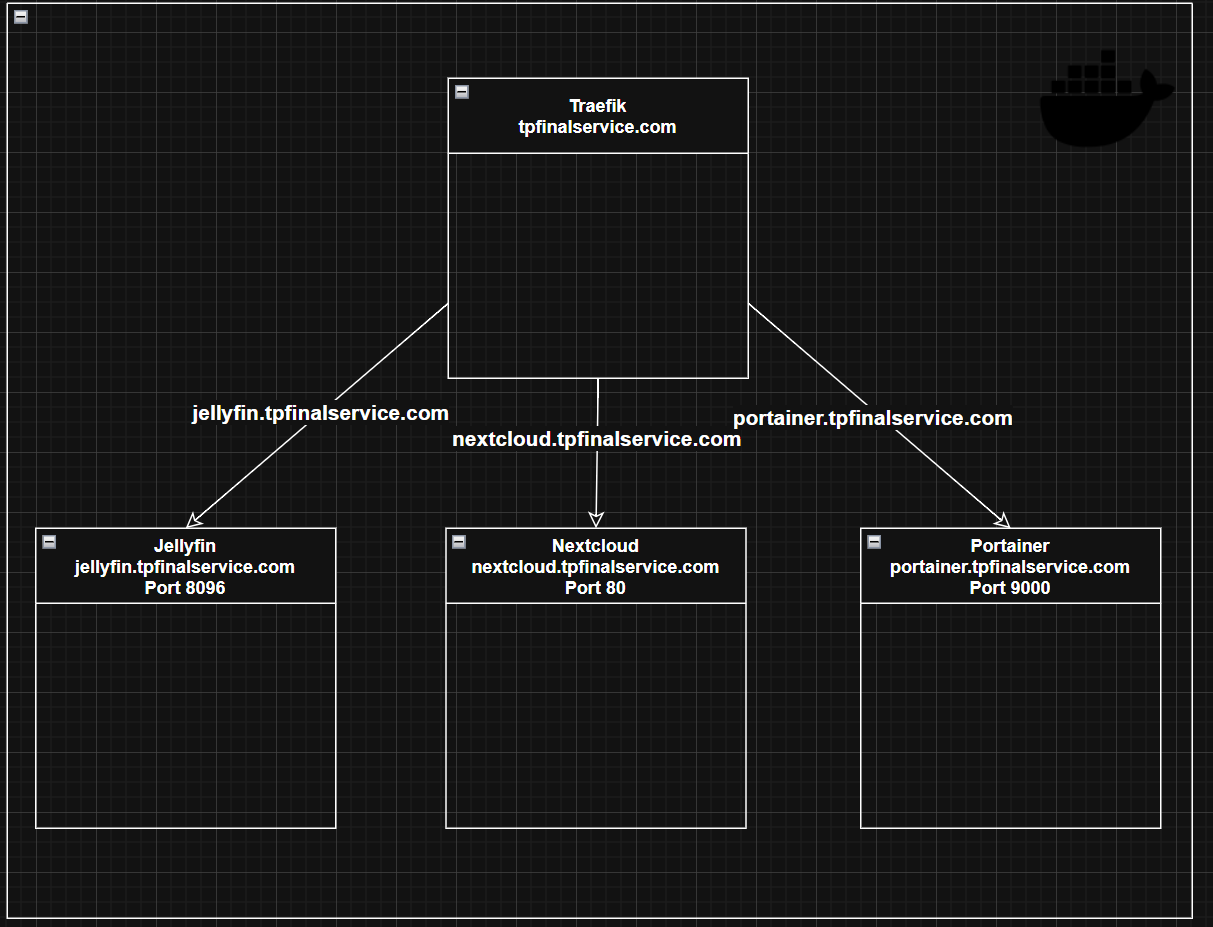 Traefik
tpfinalservice.com
jellyfin.tpfinalservice.com
nextcloud.tpfinalservice.com
portainer.tpfinalservice.com
Jellyfin
jellyfin.tpfinalservice.com
Port 8096
Nextcloud
nextcloud.tpfinalservice.com
Port 80
Portainer
portainer.tpfinalservice.com
Port 9000